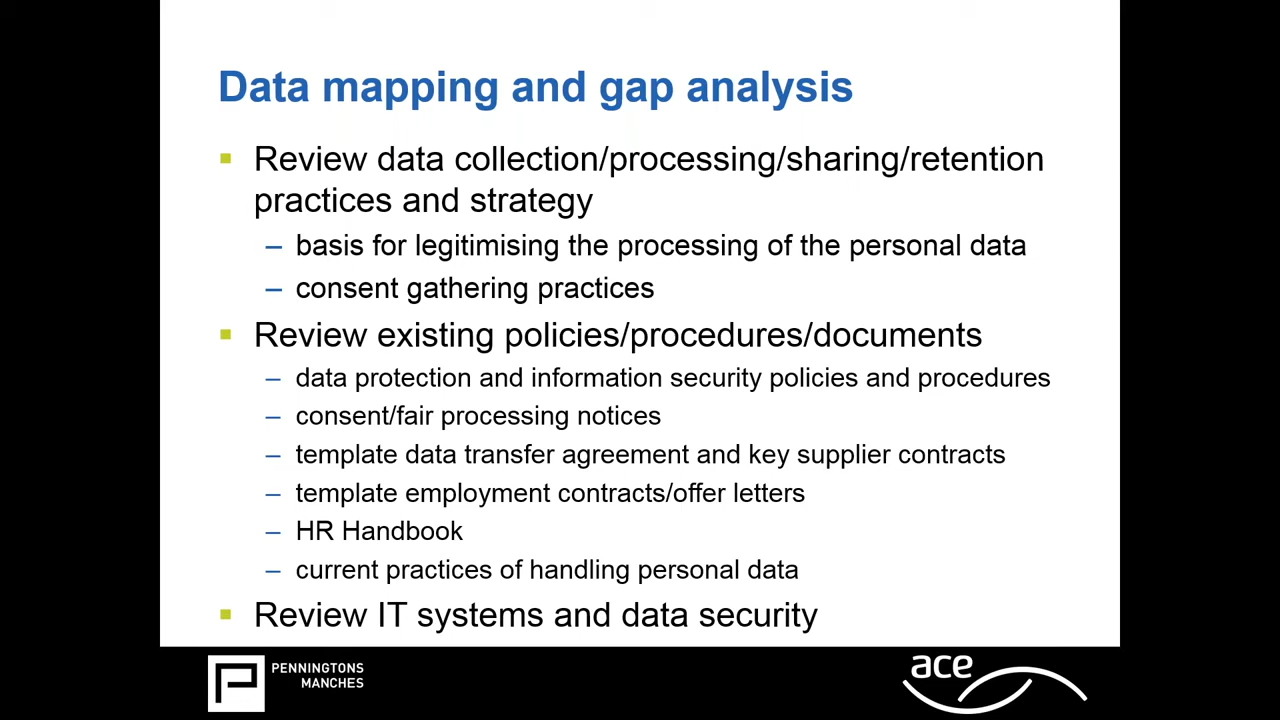 Data mapping and gap analysis
▪ Review data collection/processing/sharing/retention
practices and strategy
– basis for legitimising the processing of the personal data
– consent gathering practices
▪ Review existing policies/procedures/documents
– data protection and information security policies and procedures
– consent/fair processing notices
– template data transfer agreement and key supplier contracts
– template employment contracts/offer letters
– HR Handbook
– current practices of handling personal data
▪ Review IT systems and data security
PENNINGTONS
MANCHES
ace